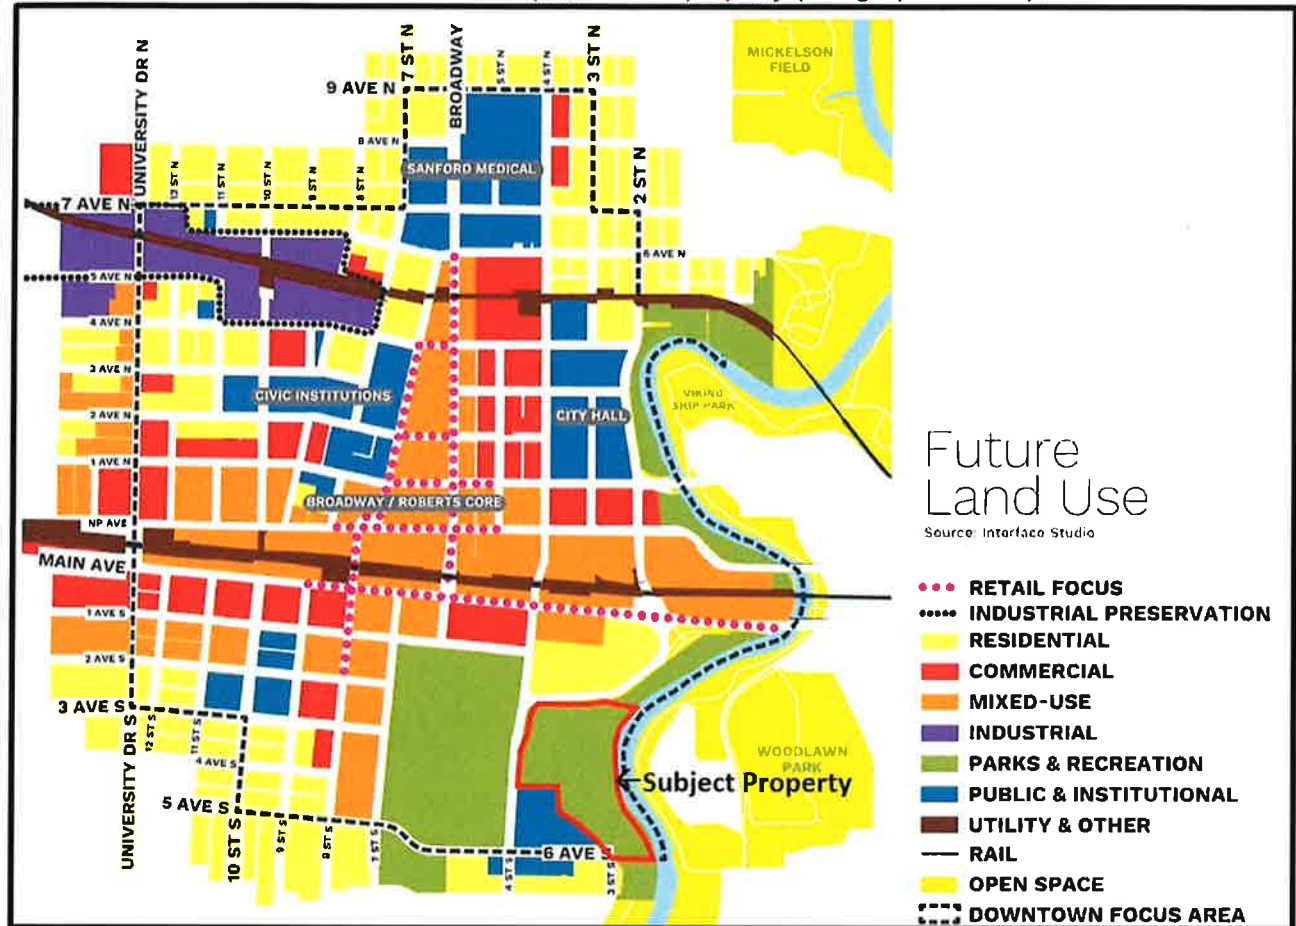 MICKELSON
FIELD
UNIVERSITY DR N
7 ST N
BROADWAY
5 ST N
4 ST N
3 ST N
9 AVE N
8 AVE N
SANFORD MEDICAL
12 ST N
11 ST N
10 ST N
9 ST N
8 ST N
2 ST N
7 AVE N
6 AVE N
5 AVE N
4 AVE N
3 AVE N
CIVIC INSTITUTIONS
CITY HALL
VIKING
SHIP PARK
2 AVE N
1 AVE N
BROADWAY / ROBERTS CORE
NP AVE
MAIN AVE
1 AVE S
2 AVE S
3 AVE S
UNIVERSITY DR S
12 ST S
11 ST S
4 AVE S
5 AVE S
10 ST S
9 ST S
8 ST S
7 ST S
4 ST S
6 AVE S
3 ST S
WOODLAWN
PARK
←Subject Property
Future
Land Use
Source: Interface Studio
RETAIL FOCUS
INDUSTRIAL PRESERVATION
RESIDENTIAL
COMMERCIAL
MIXED-USE
INDUSTRIAL
PARKS & RECREATION
PUBLIC & INSTITUTIONAL
UTILITY & OTHER
RAIL
OPEN SPACE
DOWNTOWN FOCUS AREA